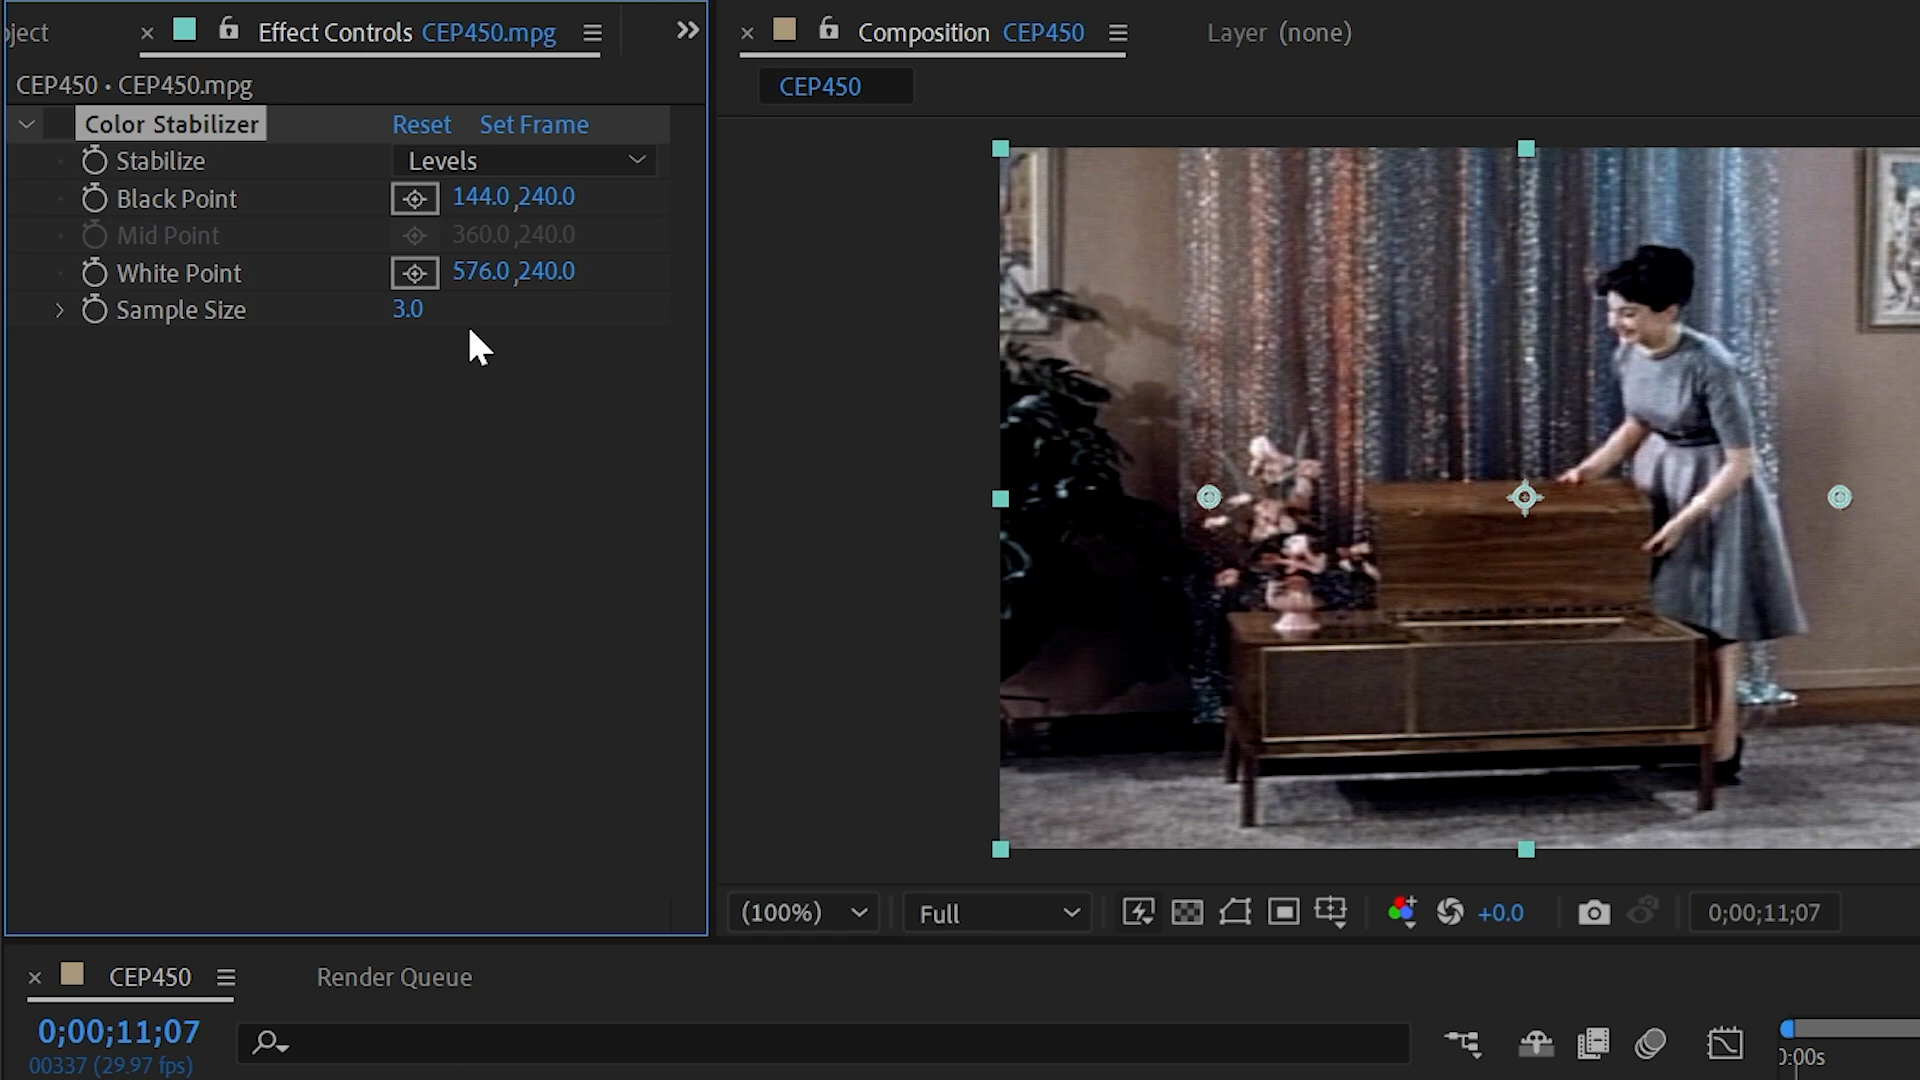 ject
Effect Controls CEP450.mpg
CEP450 • CEP450.mpg
Color Stabilizer Reset Set Frame
Stabilize Levels
Black Point 144.0 ,240.0
Mid Point 360.0 ,240.0
White Point 576.0 ,240.0
Sample Size 3.0
Composition CEP450
Layer (none)
CEP450
(100%) Full +0.0 0;00;11;07
CEP450 Render Queue
0;00;11;07
00337 (29.97 fps)
0:00s